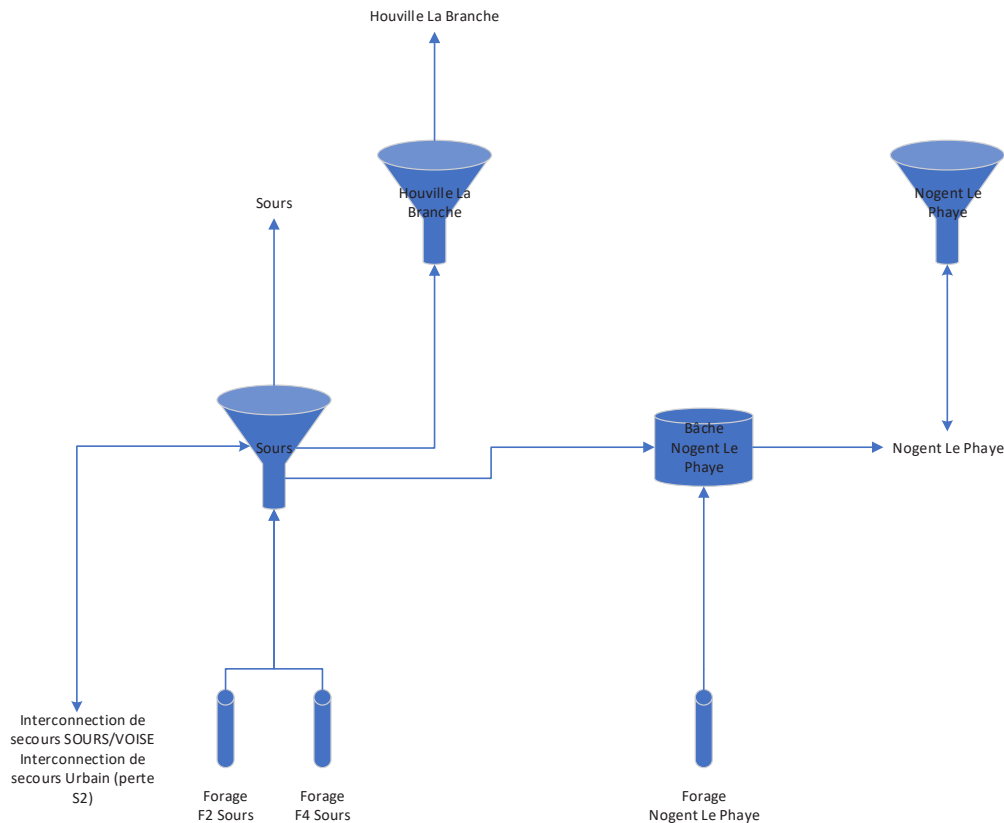 Houville La Branche
Houville La
Branche
Nogent Le
Phaye
Sours
Sours
Bâche
Nogent Le
Phaye
Nogent Le Phaye
Interconnection de
secours SOURS/VOISE
Interconnection de
secours Urbain (perte
S2)
Forage
F2 Sours
Forage
F4 Sours
Forage
Nogent Le Phaye